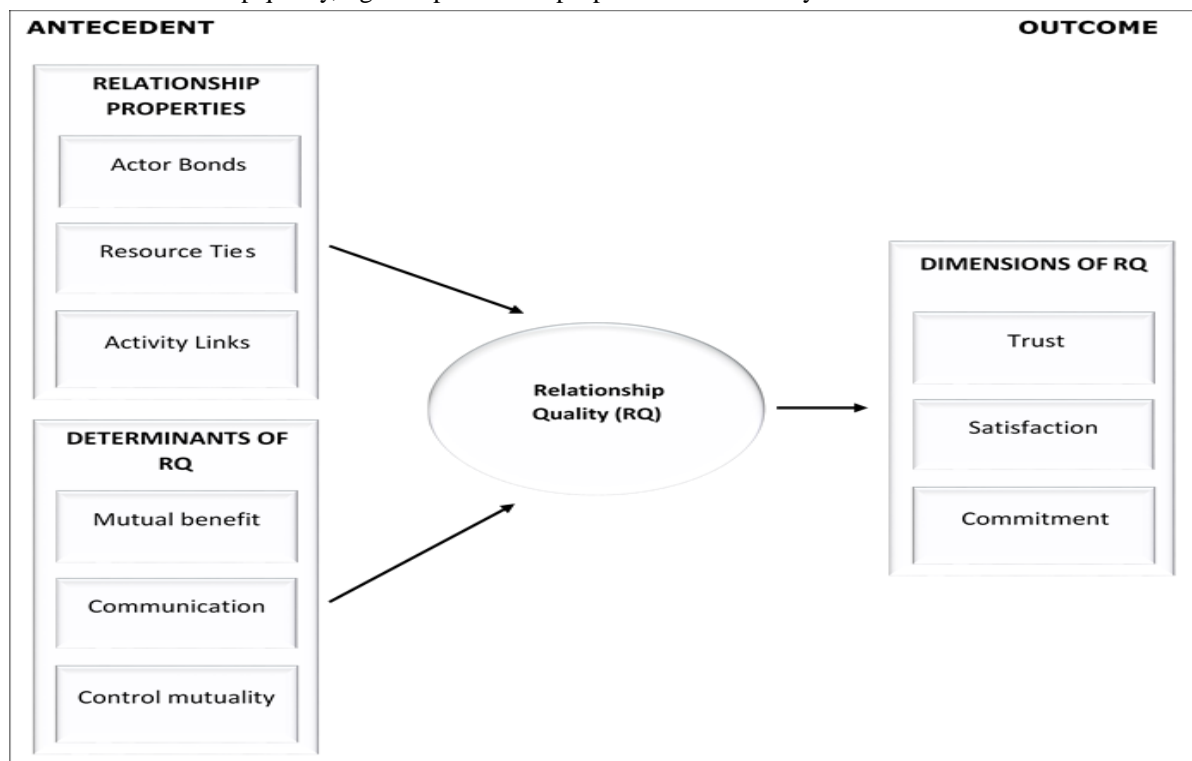 ANTECEDENT
OUTCOME
RELATIONSHIP
PROPERTIES
Actor Bonds
Resource Ties
Activity Links
DETERMINANTS OF
RQ
Mutual benefit
Communication
Control mutuality
Relationship
Quality (RQ)
DIMENSIONS OF RQ
Trust
Satisfaction
Commitment